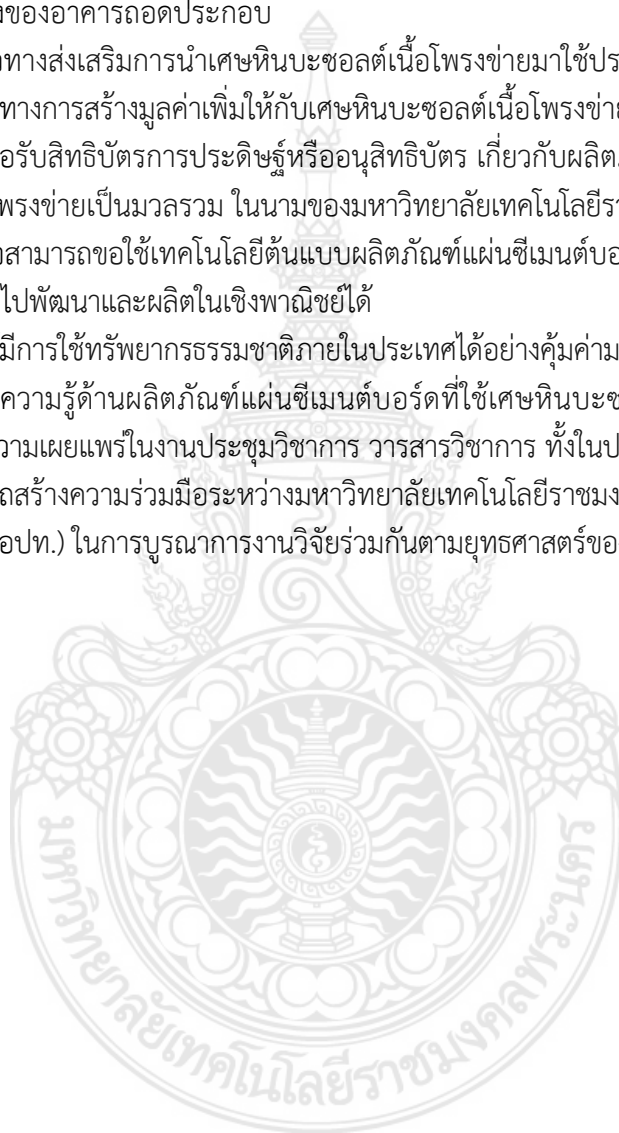 ของอาคารถอดประกอบ
ทางส่งเสริมการนำเศษหินบะซอลต์เนื้อโพรงข่ายมาใช้ประ
ทางการสร้างมูลค่าเพิ่มให้กับเศษหินบะซอลต์เนื้อโพรงข่าย
อรับสิทธิบัตรการประดิษฐ์หรืออนุสิทธิบัตร เกี่ยวกับผลิต
พรงข่ายเป็นมวลรวม ในนามของมหาวิทยาลัยเทคโนโลยีรา
สามารถขอใช้เทคโนโลยีต้นแบบผลิตภัณฑ์แผ่นซีเมนต์บอ
ไปพัฒนาและผลิตในเชิงพาณิชย์ได้
มีการใช้ทรัพยากรธรรมชาติภายในประเทศได้อย่างคุ้มค่าม
ความรู้ด้านผลิตภัณฑ์แผ่นซีเมนต์บอร์ดที่ใช้เศษหินบะซ
วามเผยแพร่ในงานประชุมวิชาการ วารสารวิชาการ ทั้งในป
ถสร้างความร่วมมือระหว่างมหาวิทยาลัยเทคโนโลยีราชมง
อปท.) ในการบูรณาการงานวิจัยร่วมกันตามยุทธศาสตร์ขอ
มหาวิทยาลัยเทคโนโลยีราชมงคลพระนคร